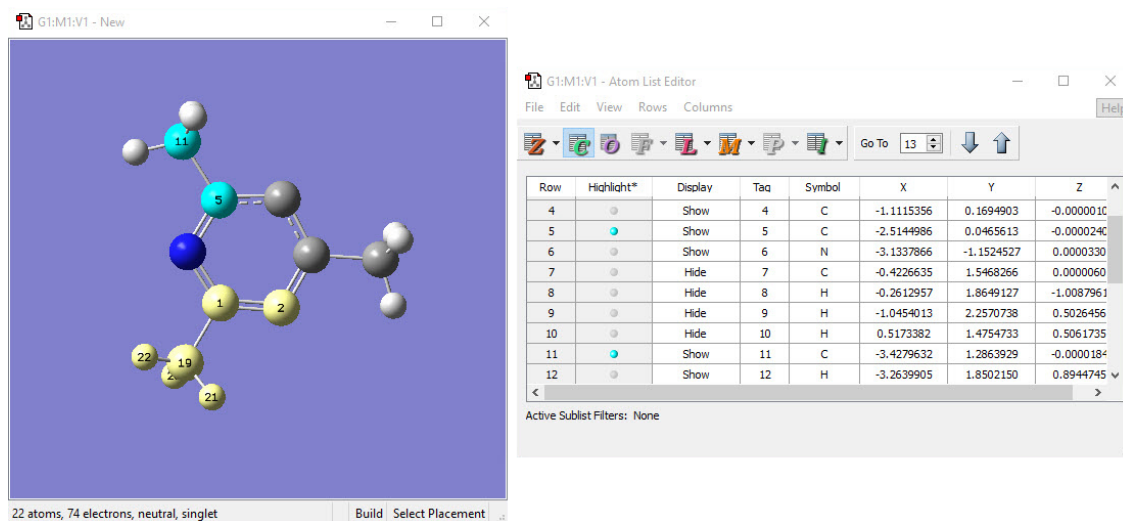 G1:M1:V1 - New
11
5
1
2
22
19
21
22 atoms, 74 electrons, neutral, singlet
Build
Select Placement
G1:M1:V1 - Atom List Editor
File Edit View Rows Columns
Help
Z C O F L M P I Go To 13
Row Highlight* Display Tag Symbol X Y Z
4 Show 4 C -1.1115356 0.1694903 -0.0000010
5 Show 5 C -2.5144986 0.0465613 -0.0000240
6 Show 6 N -3.1337866 -1.1524527 0.0000330
7 Hide 7 C -0.4226635 1.5468266 0.0000060
8 Hide 8 H -0.2612957 1.8649127 -1.0087961
9 Hide 9 H -1.0454013 2.2570738 0.5026456
10 Hide 10 H 0.5173382 1.4754733 0.5061735
11 Show 11 C -3.4279632 1.2863929 -0.0000184
12 Show 12 H -3.2639905 1.8502150 0.8944745
Active Sublist Filters: None